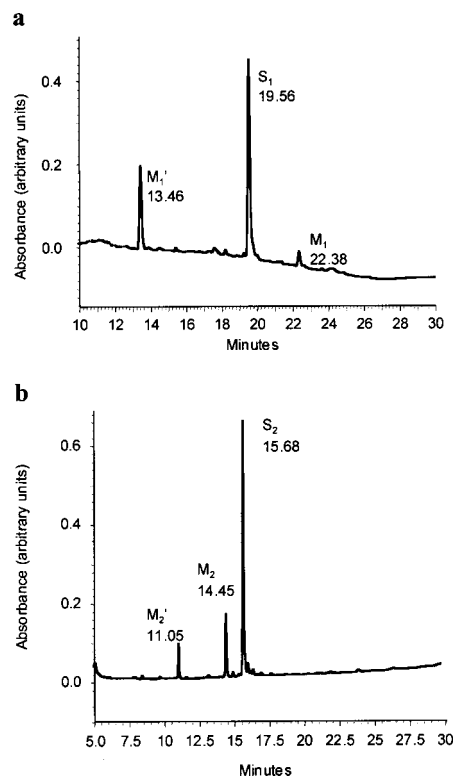 a
Absorbance (arbitrary units)
0.4
0.2
0.0
M₁'
13.46
S₁
19.56
M₁
22.38
10 12 14 16 18 20 22 24 26 28 30
Minutes
b
Absorbance (arbitrary units)
0.6
0.4
0.2
0.0
M₂'
11.05
M₂
14.45
S₂
15.68
5.0 7.5 10.0 12.5 15.0 17.5 20.0 22.5 25.0 27.5 30
Minutes